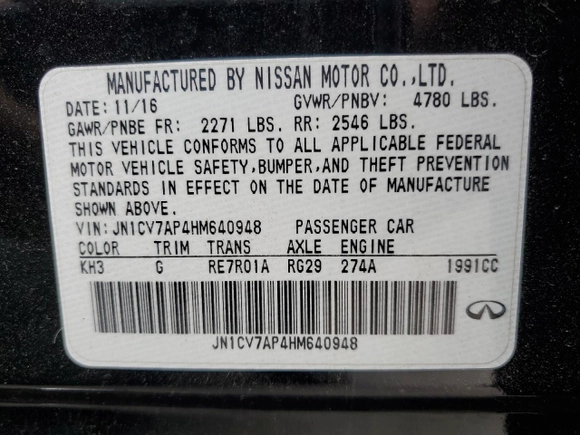 MANUFACTURED BY NISSAN MOTOR CO.,LTD.
DATE: 11/16 GVWR/PNBV: 4780 LBS.
GAWR/PNBE FR: 2271 LBS. RR: 2546 LBS.
THIS VEHICLE CONFORMS TO ALL APPLICABLE FEDERAL
MOTOR VEHICLE SAFETY,BUMPER,AND THEFT PREVENTION
STANDARDS IN EFFECT ON THE DATE OF MANUFACTURE
SHOWN ABOVE.
VIN: JN1CV7AP4HM640948 PASSENGER CAR
COLOR TRIM TRANS AXLE ENGINE
KH3 G RE7R01A RG29 274A 1991CC
JN1CV7AP4HM640948